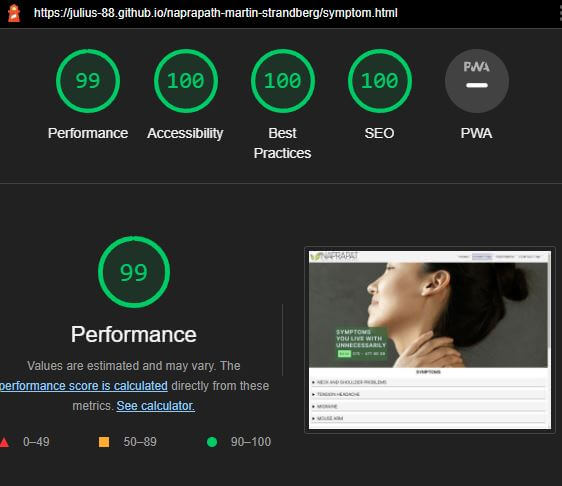 https://julius-88.github.io/naprapath-martin-strandberg/symptom.html
99 100 100 100 PWA
Performance Accessibility Best Practices SEO PWA
99
Performance
Values are estimated and may vary. The
performance score is calculated directly from these
metrics. See calculator.
0–49 50–89 90–100
NAPRAPAT
SYMPTOMS
YOU LIVE WITH
UNNECESSARILY
SYMPTOMS
NECK AND SHOULDER PROBLEMS
TENSION HEADACHE
MIGRAINE
MOUSE ARM